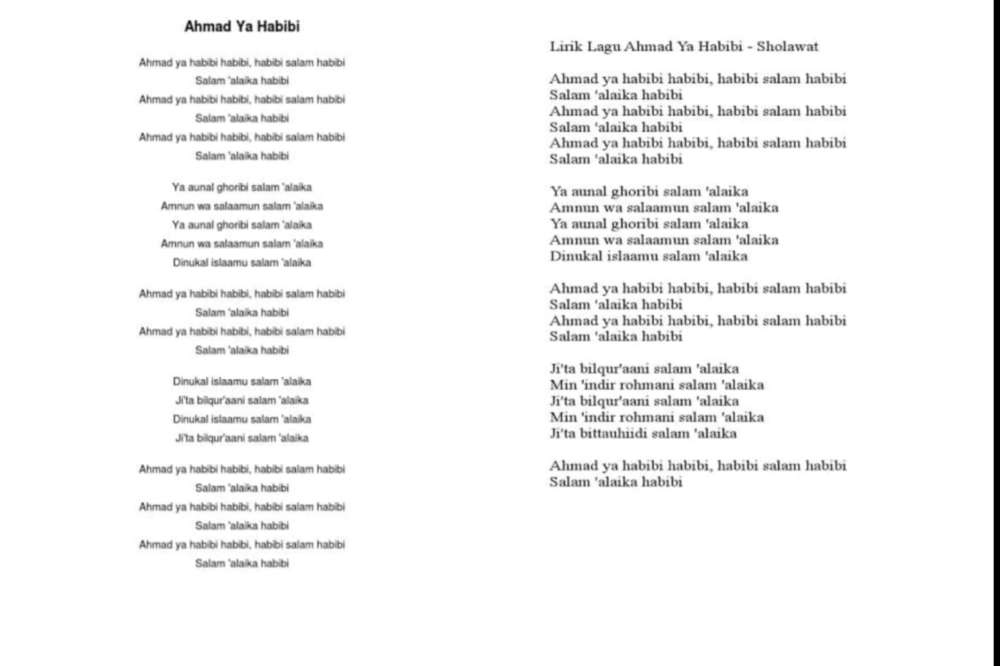 Ahmad Ya Habibi
Ahmad ya habibi habibi, habibi salam habibi
Salam 'alaika habibi
Ahmad ya habibi habibi, habibi salam habibi
Salam 'alaika habibi
Ahmad ya habibi habibi, habibi salam habibi
Salam 'alaika habibi
Ya aunal ghoribi salam 'alaika
Amnun wa salaamun salam 'alaika
Ya aunal ghoribi salam 'alaika
Amnun wa salaamun salam 'alaika
Dinukal islaamu salam 'alaika
Ahmad ya habibi habibi, habibi salam habibi
Salam 'alaika habibi
Ahmad ya habibi habibi, habibi salam habibi
Salam 'alaika habibi
Dinukal islaamu salam 'alaika
Ji'ta bilqur'aani salam 'alaika
Dinukal islaamu salam 'alaika
Ji'ta bilqur'aani salam 'alaika
Ahmad ya habibi habibi, habibi salam habibi
Salam 'alaika habibi
Ahmad ya habibi habibi, habibi salam habibi
Salam 'alaika habibi
Ahmad ya habibi habibi, habibi salam habibi
Salam 'alaika habibi
Lirik Lagu Ahmad Ya Habibi - Sholawat
Ahmad ya habibi habibi, habibi salam habibi
Salam 'alaika habibi
Ahmad ya habibi habibi, habibi salam habibi
Salam 'alaika habibi
Ahmad ya habibi habibi, habibi salam habibi
Salam 'alaika habibi
Ya aunal ghoribi salam 'alaika
Amnun wa salaamun salam 'alaika
Ya aunal ghoribi salam 'alaika
Amnun wa salaamun salam 'alaika
Dinukal islaamu salam 'alaika
Ahmad ya habibi habibi, habibi salam habibi
Salam 'alaika habibi
Ahmad ya habibi habibi, habibi salam habibi
Salam 'alaika habibi
Ji'ta bilqur'aani salam 'alaika
Min 'indir rohmani salam 'alaika
Ji'ta bilqur'aani salam 'alaika
Min 'indir rohmani salam 'alaika
Ji'ta bittauhiidi salam 'alaika
Ahmad ya habibi habibi, habibi salam habibi
Salam 'alaika habibi